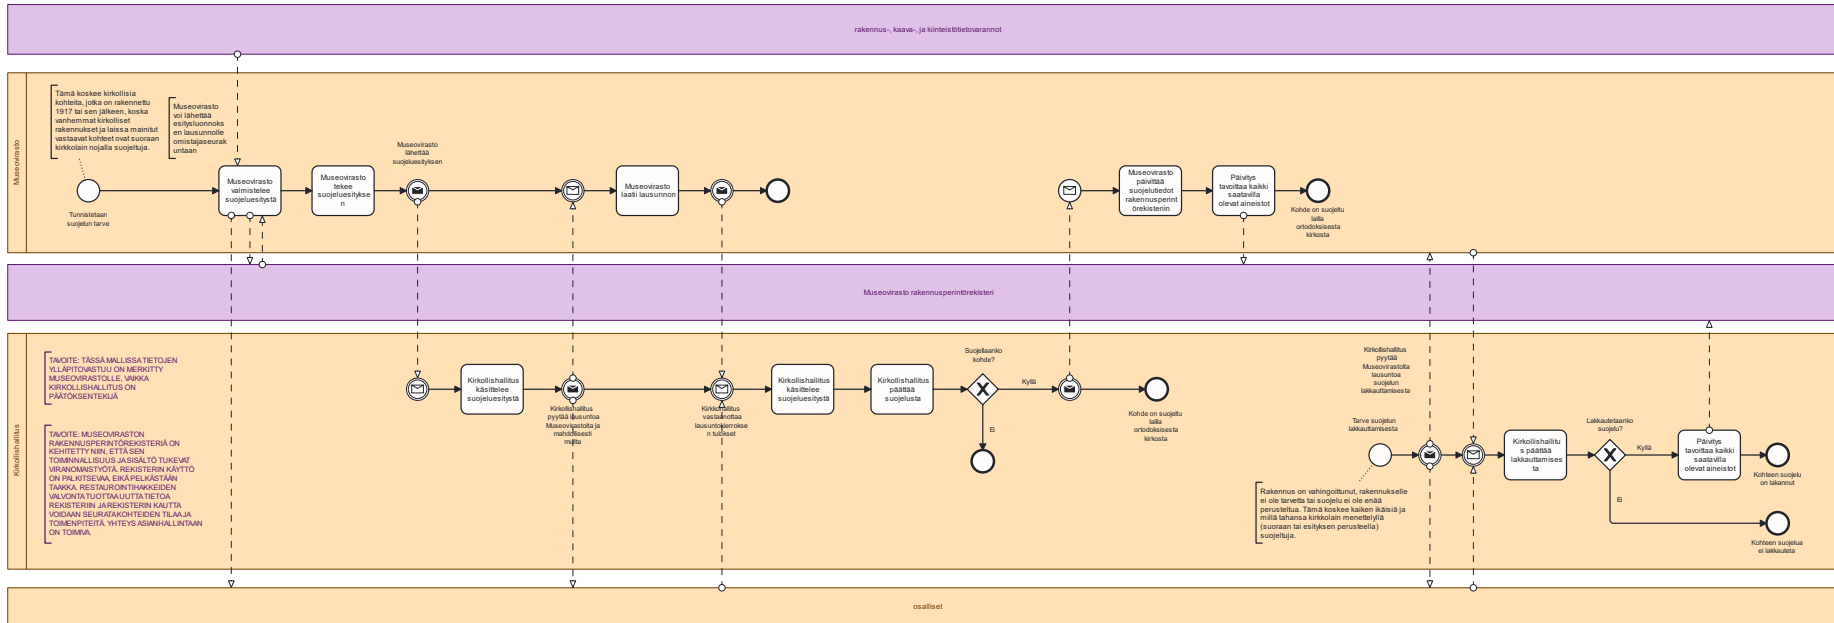 rakennus-, kaava-, ja kiinteistötietovarannot
Museovirasto
Tämä koskee kirkollisia
kohteita, jotka on rakennettu
1917 tai sen jälkeen, koska
vanhemmat kirkolliset
rakennukset ja laissa mainitut
vastaavat kohteet ovat suoraan
kirkkolain nojalla suojeltuja.
Museovirasto
voi lähettää
esitysluonnoks
en lausunnolle
omistajaseurak
untaan
Tunnistetaan
suojelun tarve
Museovirasto
valmistelee
suojeluesitystä
Museovirasto
tekee
suojeluesitykse
n
Museovirasto
lähettää
suojeluesityksen
Museovirasto
laatii lausunnon
Museovirasto
päivittää
suojelutiedot
rakennusperint
örekisteriin
Päivitys
tavoittaa kaikki
saatavilla
olevat aineistot
Kohde on suojeltu
lailla
ortodoksisesta
kirkosta
Museovirasto rakennusperintörekisteri
Kirkollishallitus
TAVOITE: TÄSSÄ MALLISSA TIETOJEN
YLLÄPITOVASTUU ON MERKITTY
MUSEOVIRASTOLLE, VAIKKA
KIRKOLLISHALLITUS ON
PÄÄTÖKSENTEKIJÄ
TAVOITE: MUSEOVIRASTON
RAKENNUSPERINTÖREKISTERIÄ ON
KEHITETTY NIIN, ETTÄ SEN
TOIMINNALLISUUS JA SISÄLTÖ TUKEVAT
VIRANOMAISTYÖTÄ. REKISTERIN KÄYTTÖ
ON PALKITSEVAA, EIKÄ PELKÄSTÄÄN
TAAKKA. RESTAUROINTIHAKKEIDEN
VALVONTA TUOTTAA UUTTA TIETOA
REKISTERIIN JA REKISTERIN KAUTTA
VOIDAAN SEURATA KOHTEIDEN TILAA JA
TOIMENPITEITÄ. YHTEYS ASIANHALLINTAAN
ON TOIMIVA.
Kirkollishallitus
käsittelee
suojeluesitystä
Kirkollishallitus
pyytää lausuntoa
Museovirastolta ja
mahdollisesti
muilta
Kirkkohallitus
vastaanottaa
lausuntokierrokse
n tulokset
Kirkollishallitus
käsittelee
suojeluesitystä
Kirkollishallitus
päättää
suojelusta
Suojellaanko
kohde?
Kyllä
Ei
Kohde on suojeltu
lailla
ortodoksisesta
kirkosta
Kirkollishallitus
pyytää
Museovirastolta
lausuntoa
suojelun
lakkauttamisesta
Tarve suojelun
lakkauttamisesta
Rakennus on vahingoittunut, rakennukselle
ei ole tarvetta tai suojelu ei ole enää
perusteltua. Tämä koskee kaiken ikäisiä ja
millä tahansa kirkkolain menettelyllä
(suoraan tai esityksen perusteella)
suojeltuja.
Kirkollishallitu
s päättää
lakkauttamises
ta
Lakkautetaanko
suojelu?
Kyllä
Ei
Päivitys
tavoittaa kaikki
saatavilla
olevat aineistot
Kohteen suojelu
on lakannut
Kohteen suojelua
ei lakkauteta
osalliset